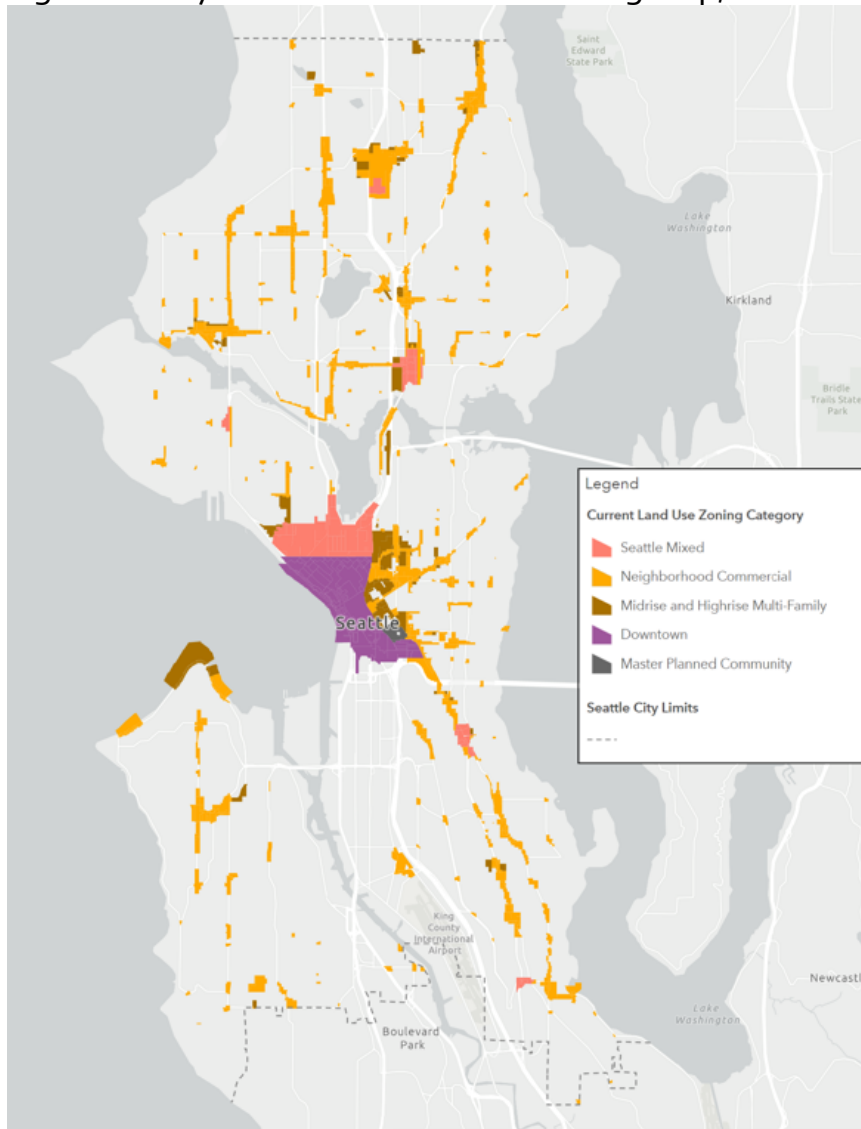 Saint
Edward
State Park
Lake
Washington
Kirkland
Bridle
Trails State
Park
Legend
Current Land Use Zoning Category
Seattle Mixed
Neighborhood Commercial
Midrise and Highrise Multi-Family
Downtown
Master Planned Community
Seattle City Limits
Seattle
King
County
International
Airport
Newcastl
Lake
Washington
Boulevard
Park